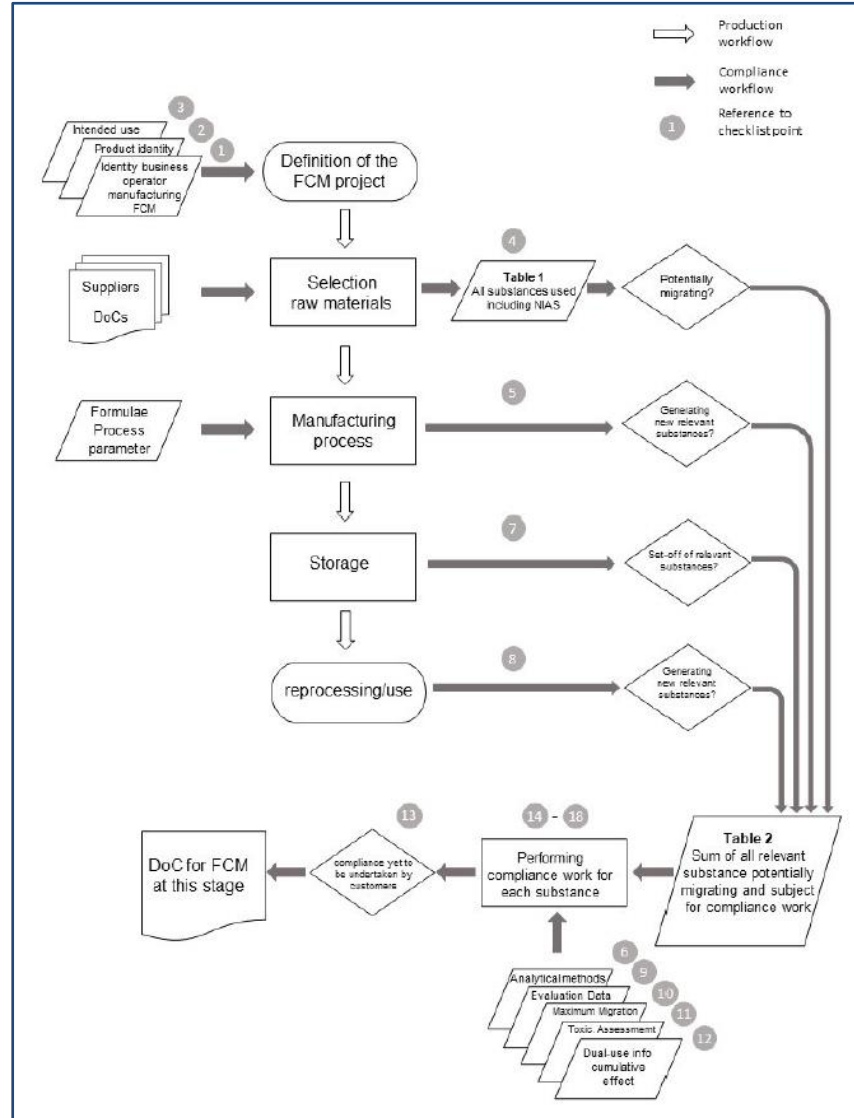 Production
workflow
Compliance
workflow
1
Reference to
checklist point
3
Intended use
2
Product identity
1
Identity business
operator
manufacturing
FCM
Definition of the
FCM project
Suppliers
DoCs
Selection
raw materials
4
Table 1
All substances used
including NIAS
Potentially
migrating?
Formulae
Process
parameter
Manufacturing
process
5
Generating
new relevant
substances?
Storage
7
Set-off of relevant
substances?
reprocessing/use
8
Generating
new relevant
substances?
DoC for FCM
at this stage
13
compliance yet to
be undertaken by
customers
14 - 18
Performing
compliance work for
each substance
Table 2
Sum of all relevant
substance potentially
migrating and subject
for compliance work
6
Analytical methods
9
Evaluation Data
10
Maximum Migration
11
Toxic. Assessment
12
Dual-use info
cumulative
effect